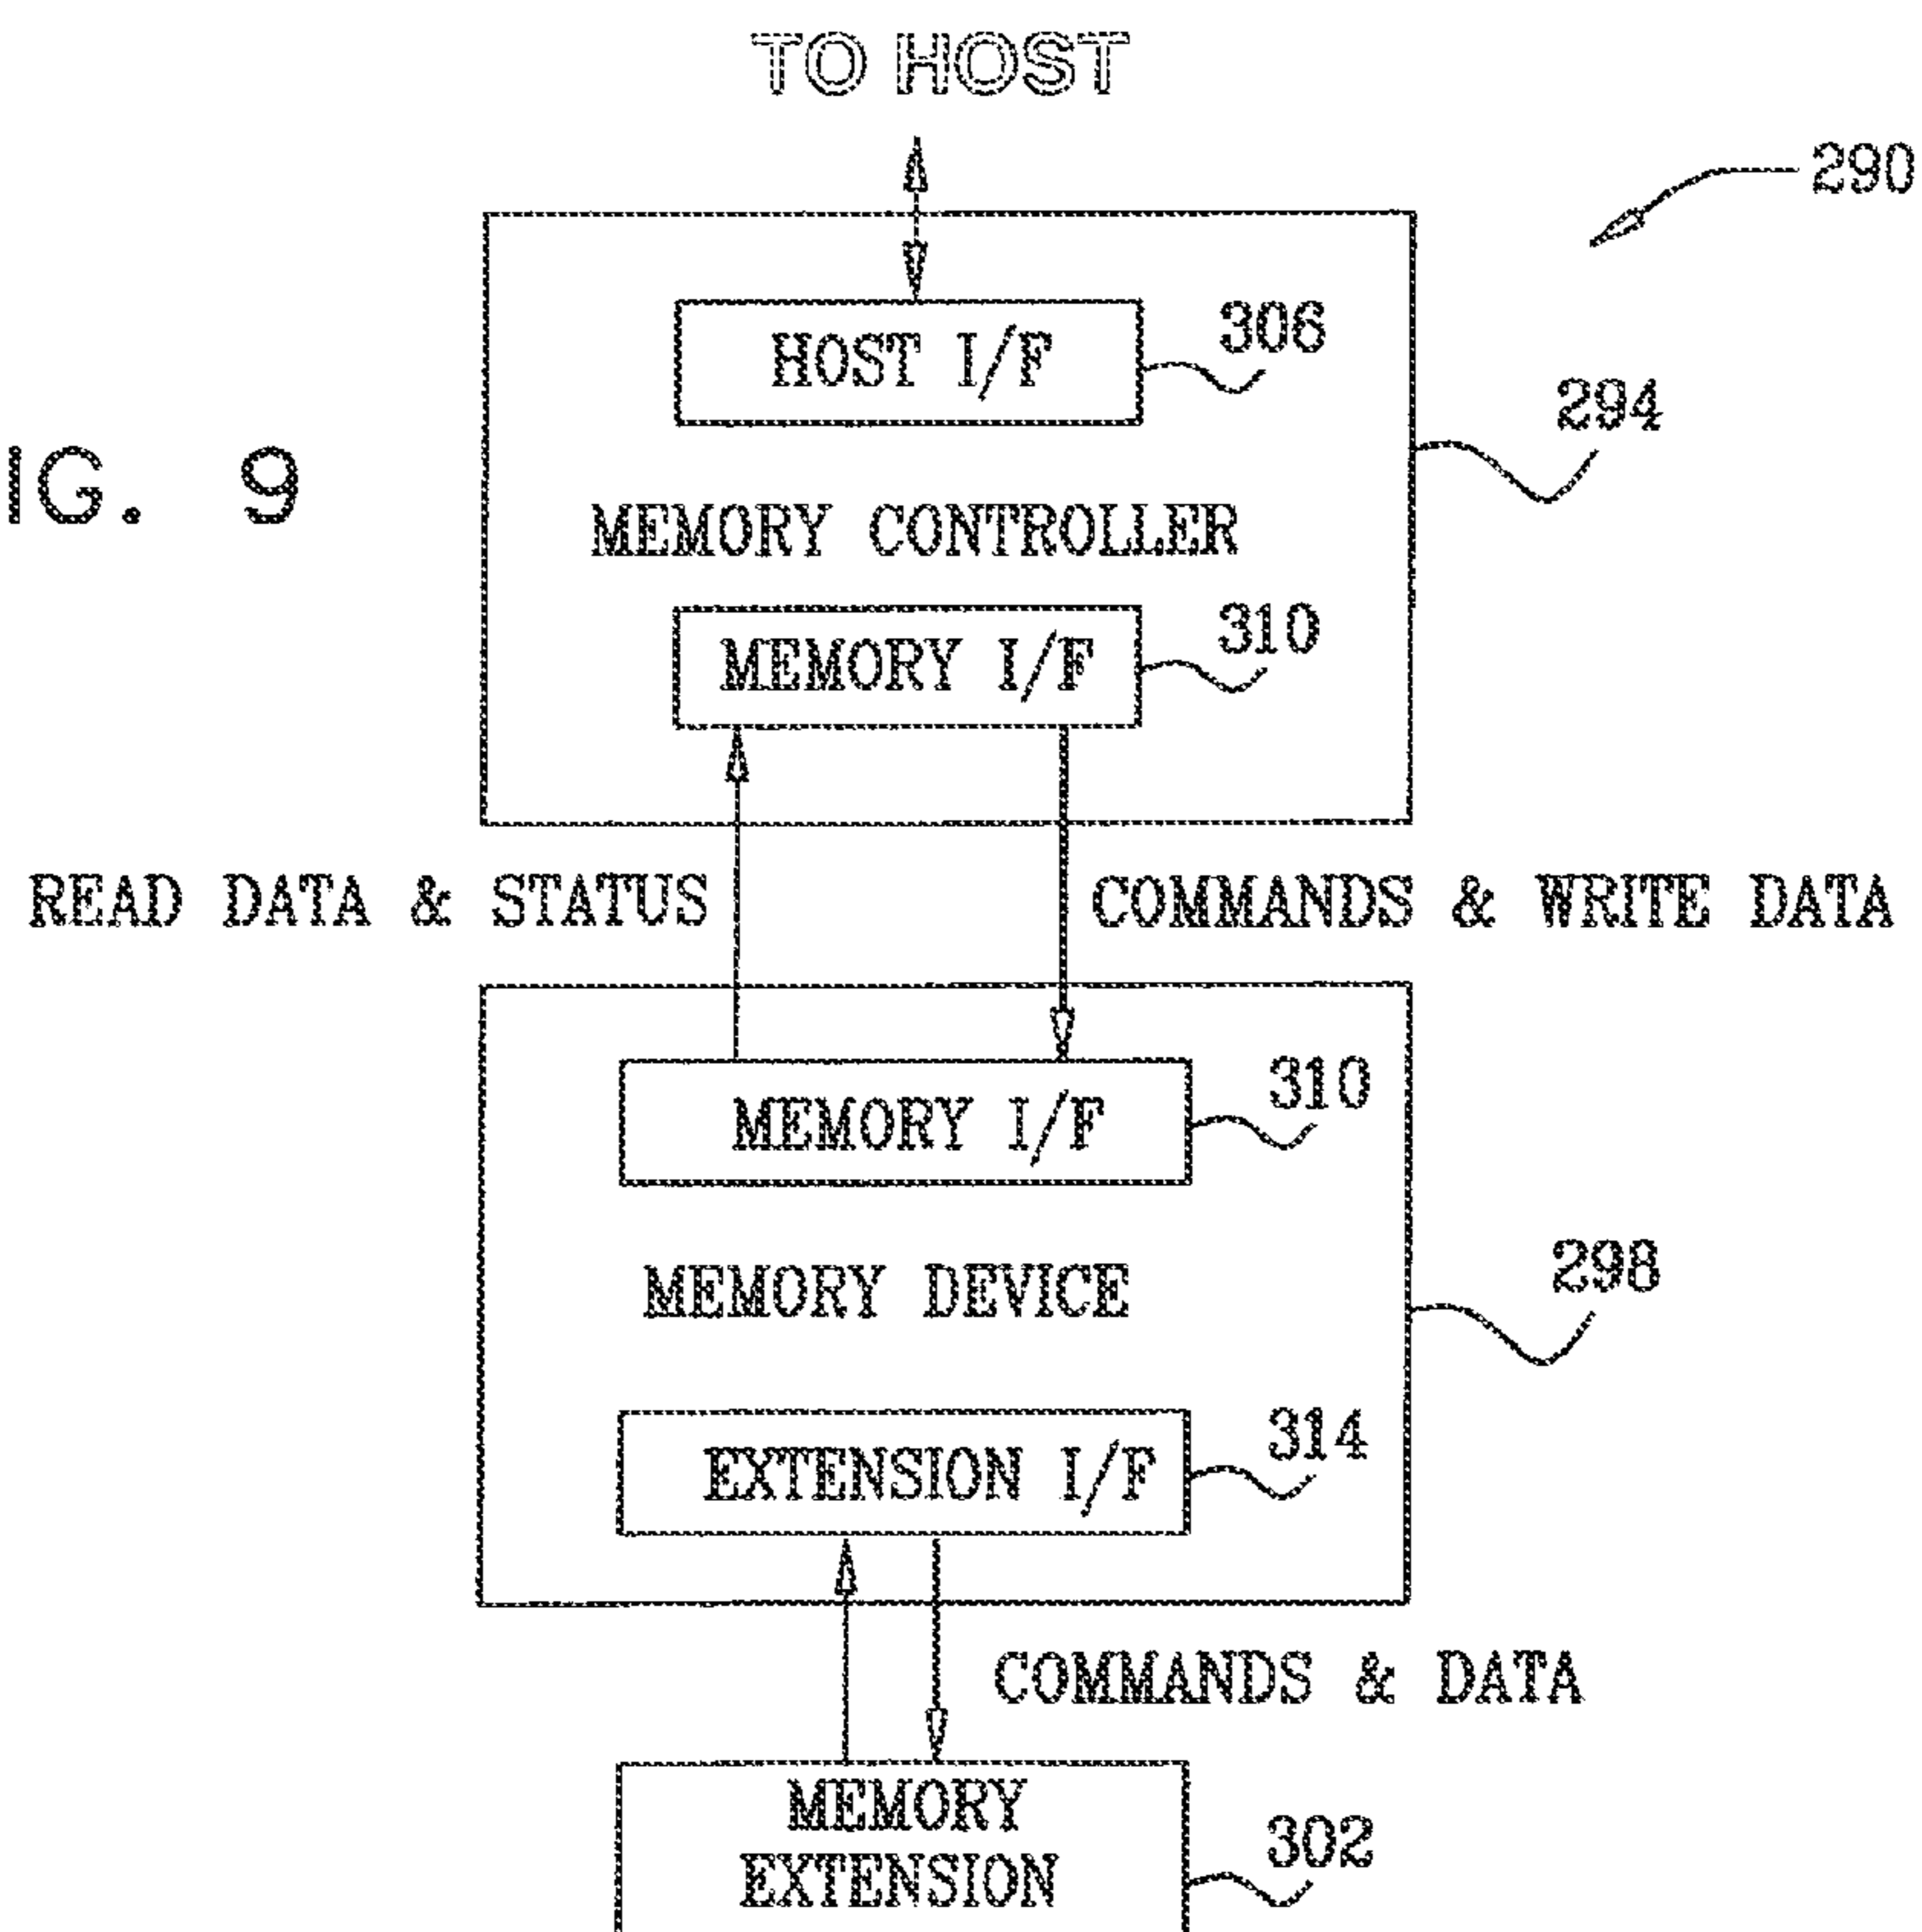 TO HOST
290
HOST I/F
306
294
IG. 9
MEMORY CONTROLLER
MEMORY I/F
310
READ DATA & STATUS
COMMANDS & WRITE DATA
MEMORY I/F
310
MEMORY DEVICE
298
EXTENSION I/F
314
COMMANDS & DATA
MEMORY
EXTENSION
302